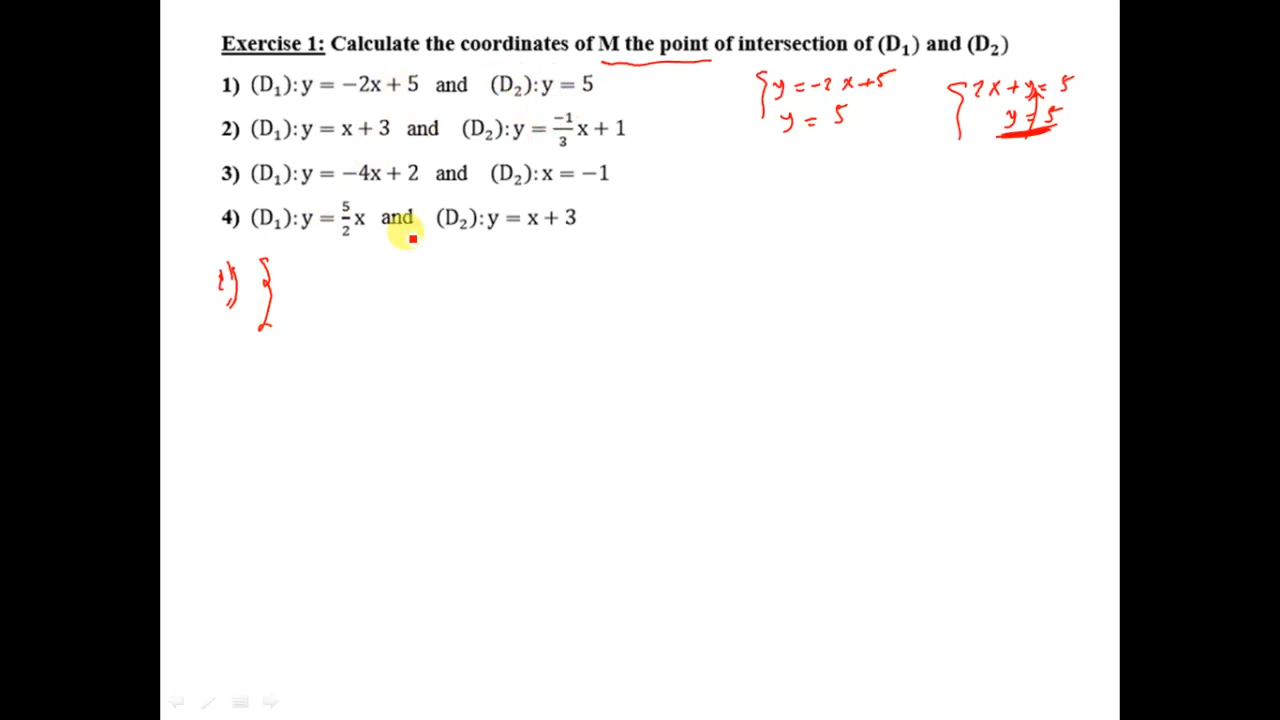 Exercise 1: Calculate the coordinates of M the point of intersection of (D₁) and (D₂)
1) (D₁): y = −2x + 5 and (D₂): y = 5
y = -2x+5
y = 5
2x + y = 5
y = 5
2) (D₁): y = x + 3 and (D₂): y = −1/3 x + 1
3) (D₁): y = −4x + 2 and (D₂): x = −1
4) (D₁): y = 5/2 x and (D₂): y = x + 3